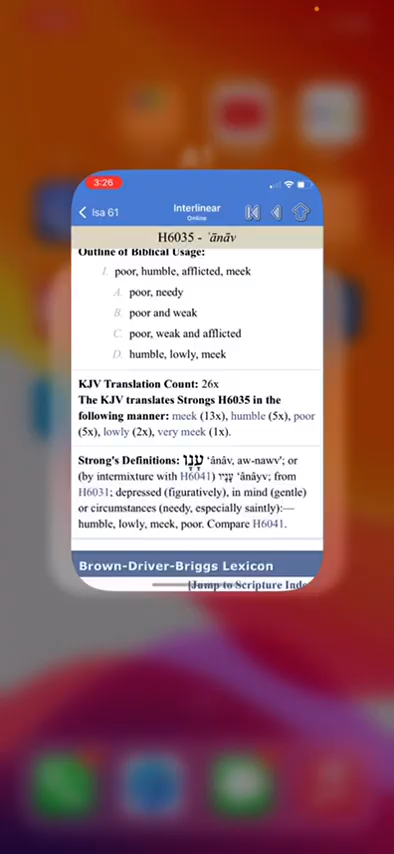 3:26
Isa 61
Interlinear
Online
H6035 - ʿānāv
Outline of Biblical Usage:
I. poor, humble, afflicted, meek
A. poor, needy
B. poor and weak
C. poor, weak and afflicted
D. humble, lowly, meek
KJV Translation Count: 26x
The KJV translates Strongs H6035 in the
following manner: meek (13x), humble (5x), poor
(5x), lowly (2x), very meek (1x).
Strong's Definitions: עָנָו ʻânâv, aw-nawv'; or
(by intermixture with H6041) עָנָיו ʻânâyv; from
H6031; depressed (figuratively), in mind (gentle)
or circumstances (needy, especially saintly):—
humble, lowly, meek, poor. Compare H6041.
Brown-Driver-Briggs Lexicon
[Jump to Scripture Inde